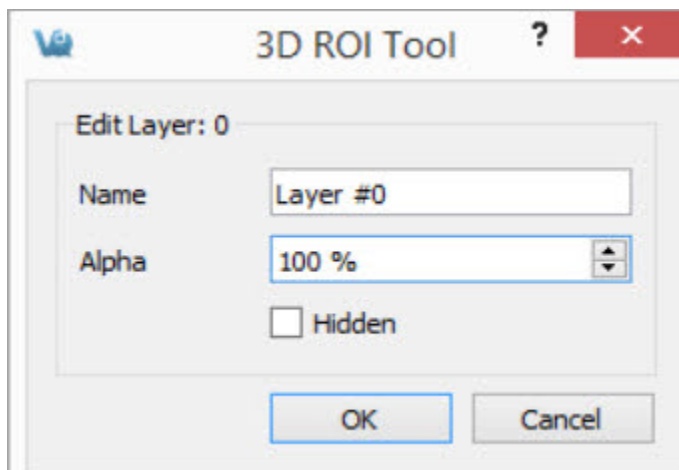 3D ROI Tool ?
Edit Layer: 0
Name Layer #0
Alpha 100 %
Hidden
OK Cancel